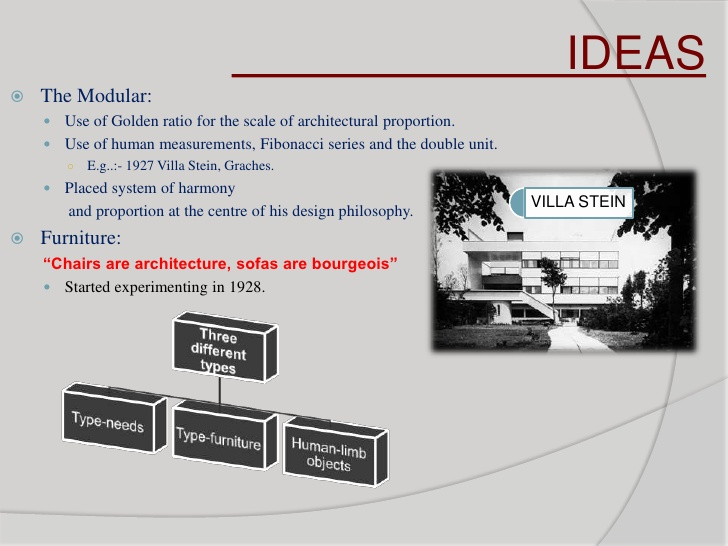 IDEAS
The Modular:
Use of Golden ratio for the scale of architectural proportion.
Use of human measurements, Fibonacci series and the double unit.
E.g..:- 1927 Villa Stein, Graches.
Placed system of harmony
and proportion at the centre of his design philosophy.
VILLA STEIN
Furniture:
“Chairs are architecture, sofas are bourgeois”
Started experimenting in 1928.
Three
different
types
Type-needs
Type-furniture
Human-limb
objects